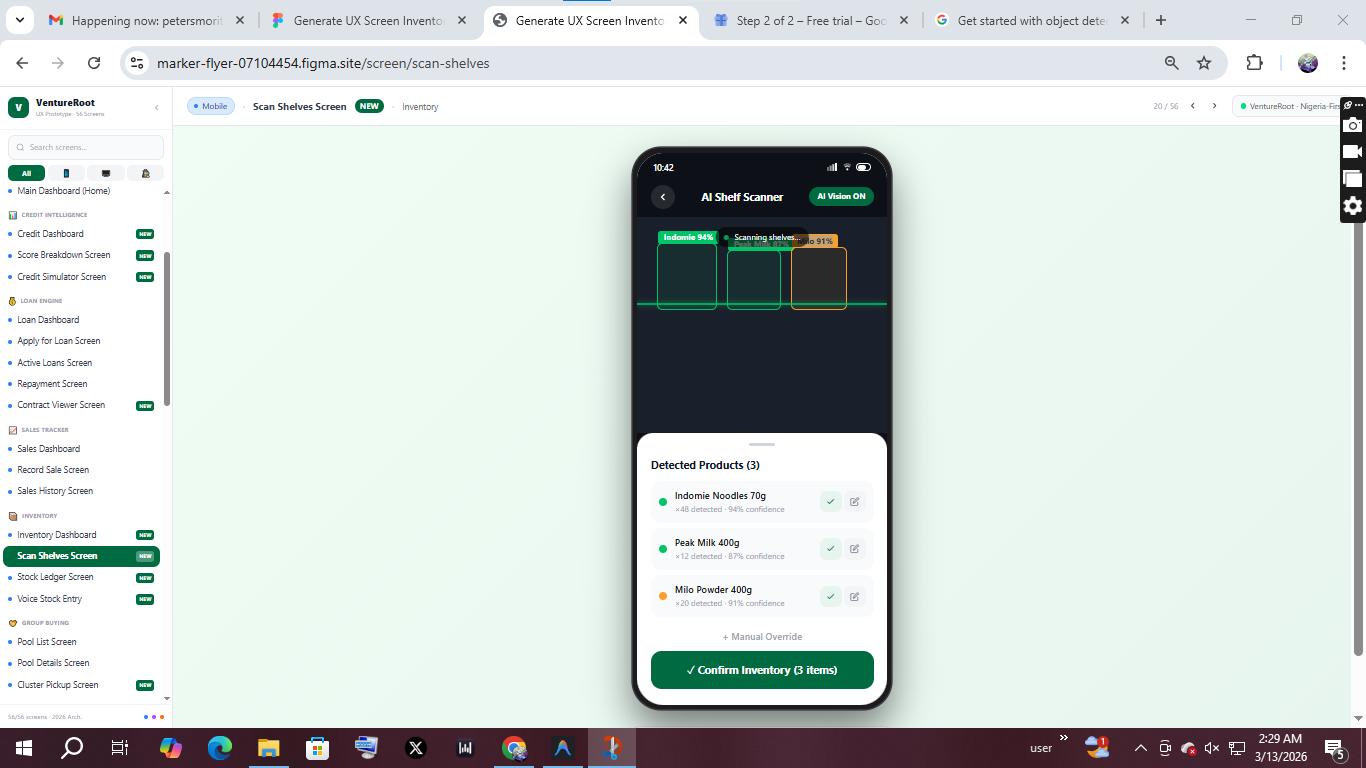 Happening now: petersmorit
Generate UX Screen Invento
Generate UX Screen Invento
Step 2 of 2 – Free trial – Goo
Get started with object dete
marker-flyer-07104454.figma.site/screen/scan-shelves
V
VentureRoot
UX Prototype · 56 Screens
Mobile
Scan Shelves Screen
NEW
Inventory
20 / 56
VentureRoot · Nigeria-Firs
Search screens...
All
Main Dashboard (Home)
CREDIT INTELLIGENCE
Credit Dashboard NEW
Score Breakdown Screen NEW
Credit Simulator Screen NEW
LOAN ENGINE
Loan Dashboard
Apply for Loan Screen
Active Loans Screen
Repayment Screen
Contract Viewer Screen NEW
SALES TRACKER
Sales Dashboard
Record Sale Screen
Sales History Screen
INVENTORY
Inventory Dashboard NEW
Scan Shelves Screen NEW
Stock Ledger Screen NEW
Voice Stock Entry NEW
GROUP BUYING
Pool List Screen
Pool Details Screen
Cluster Pickup Screen NEW
56/56 screens · 2026 Arch.
10:42
AI Shelf Scanner
AI Vision ON
Indomie 94%
Scanning shelves...
Peak Milk 87%
91%
Detected Products (3)
Indomie Noodles 70g
×48 detected · 94% confidence
Peak Milk 400g
×12 detected · 87% confidence
Milo Powder 400g
×20 detected · 91% confidence
+ Manual Override
✓ Confirm Inventory (3 items)
user
1
2:29 AM
3/13/2026
5